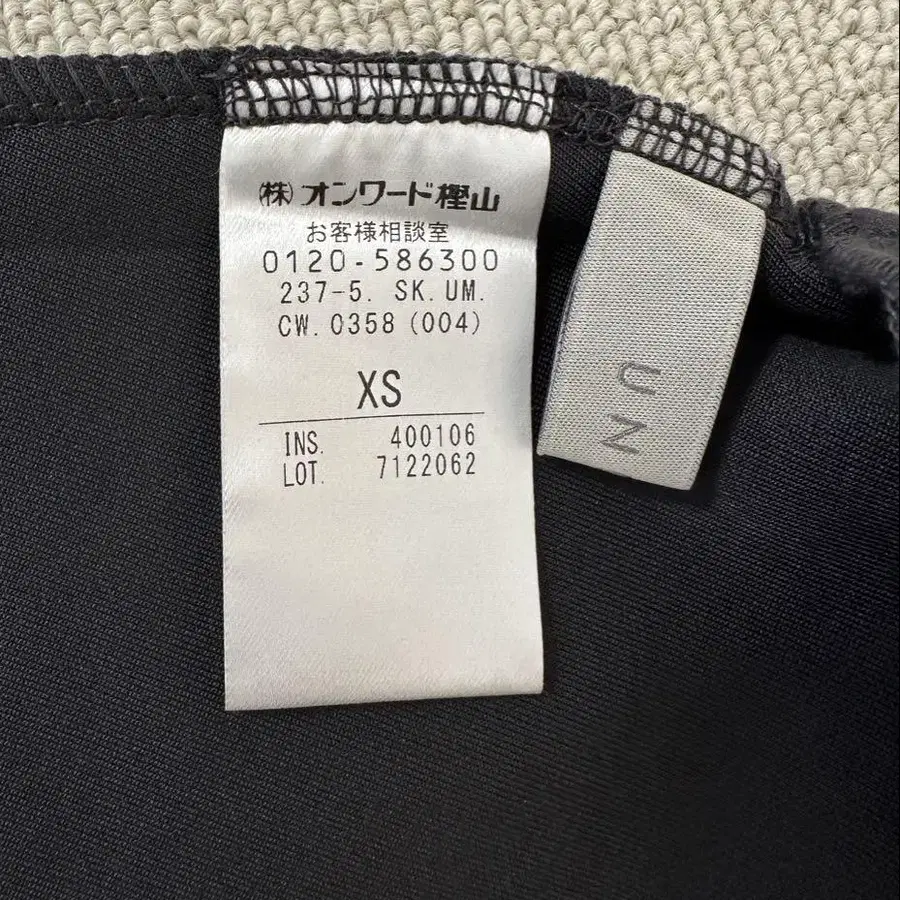 ㈱オンワード樫山
お客様相談室
0120-586300
237-5. SK.UM.
CW.0358 (004)
XS
INS. 400106
LOT. 7122062
UN